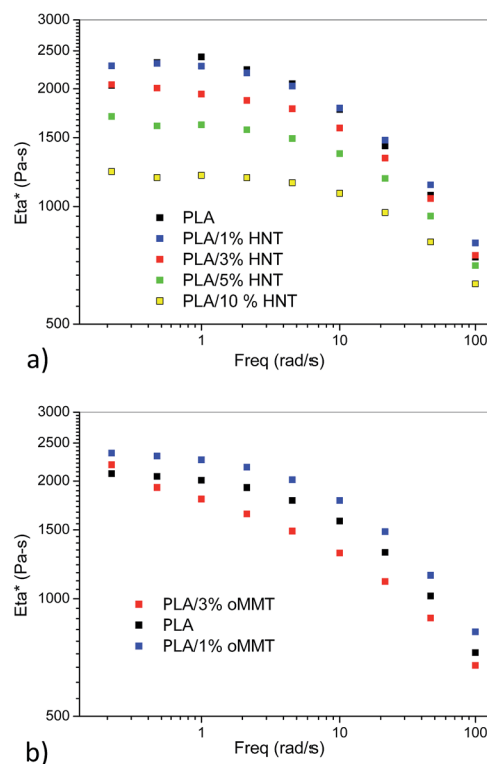 3000
2500
2000
1500
1000
500
Eta* (Pa-s)
PLA
PLA/1% HNT
PLA/3% HNT
PLA/5% HNT
PLA/10 % HNT
1
10
100
Freq (rad/s)
a)
3000
2500
2000
1500
1000
500
Eta* (Pa-s)
PLA/3% oMMT
PLA
PLA/1% oMMT
1
10
100
Freq (rad/s)
b)